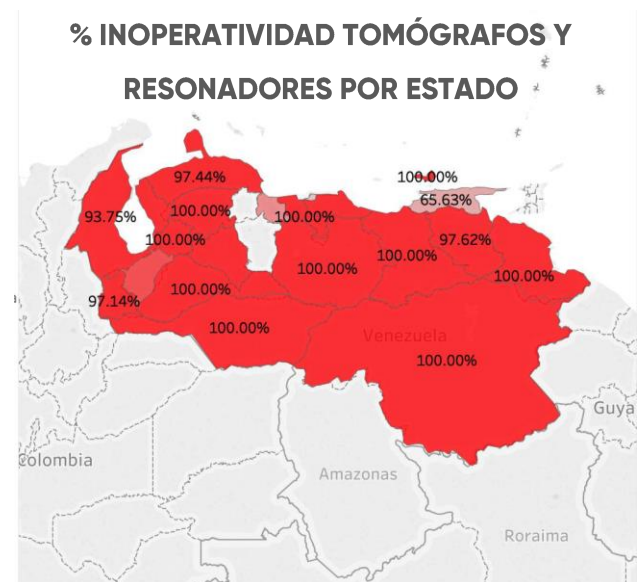 % INOPERATIVIDAD TOMÓGRAFOS Y
RESONADORES POR ESTADO
97.44%
100.00%
65.63%
93.75%
100.00%
100.00%
100.00%
97.62%
100.00%
100.00%
100.00%
97.14%
100.00%
100.00%
Venezuela
100.00%
Guya
Colombia
Amazonas
Roraima